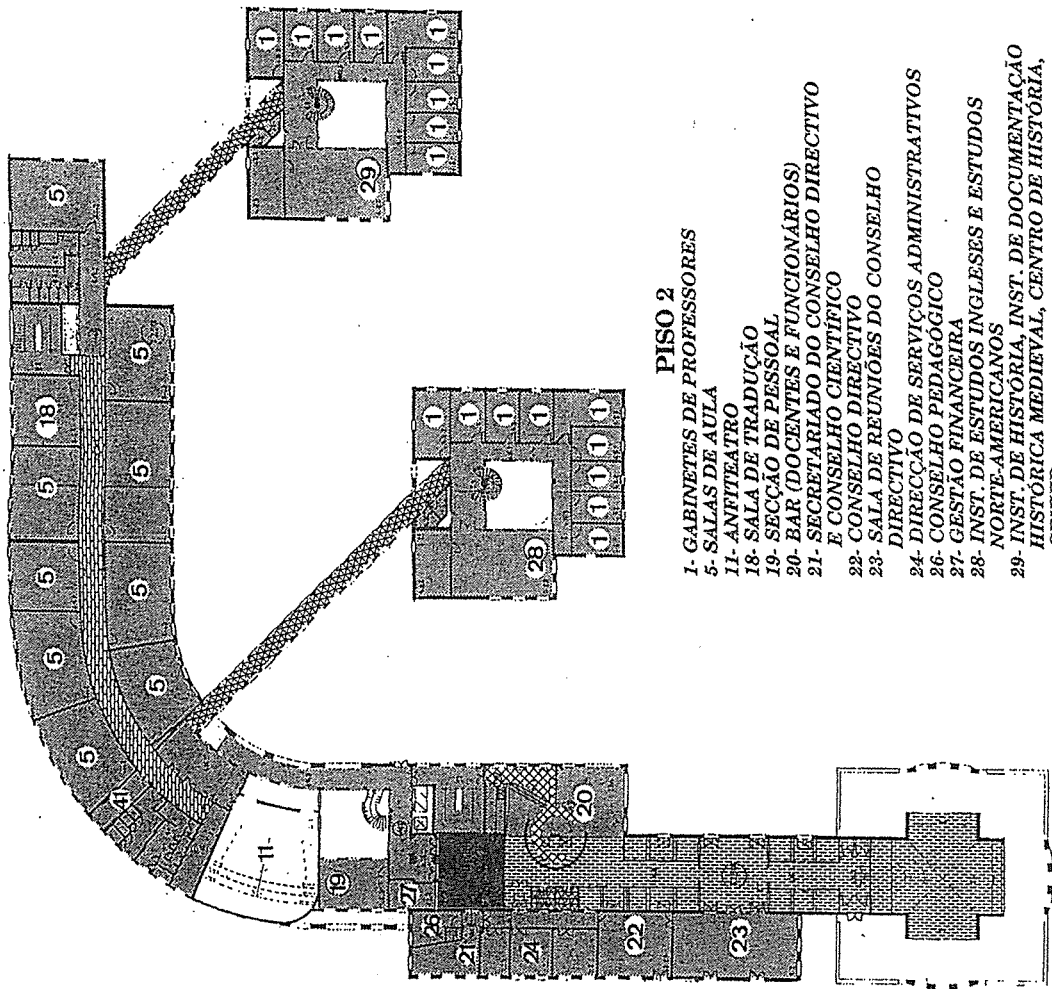 PISO 2
1- GABINETES DE PROFESSORES
5- SALAS DE AULA
11- ANFITEATRO
18- SALA DE TRADUÇÃO
19- SECÇÃO DE PESSOAL
20- BAR (DOCENTES E FUNCIONÁRIOS)
21- SECRETARIADO DO CONSELHO DIRECTIVO
E CONSELHO CIENTÍFICO
22- CONSELHO DIRECTIVO
23- SALA DE REUNIÕES DO CONSELHO
DIRECTIVO
24- DIRECÇÃO DE SERVIÇOS ADMINISTRATIVOS
26- CONSELHO PEDAGÓGICO
27- GESTÃO FINANCEIRA
28- INST. DE ESTUDOS INGLESES E ESTUDOS
NORTE-AMERICANOS
29- INST. DE HISTÓRIA, INST. DE DOCUMENTAÇÃO
HISTÓRICA MEDIEVAL, CENTRO DE HISTÓRIA,
5
18
5
5
5
5
41
11
5
5
5
5
19
27
26
21
24
22
23
20
1
1
1
1
1
1
1
1
1
28
1
1
1
1
1
1
1
1
1
29